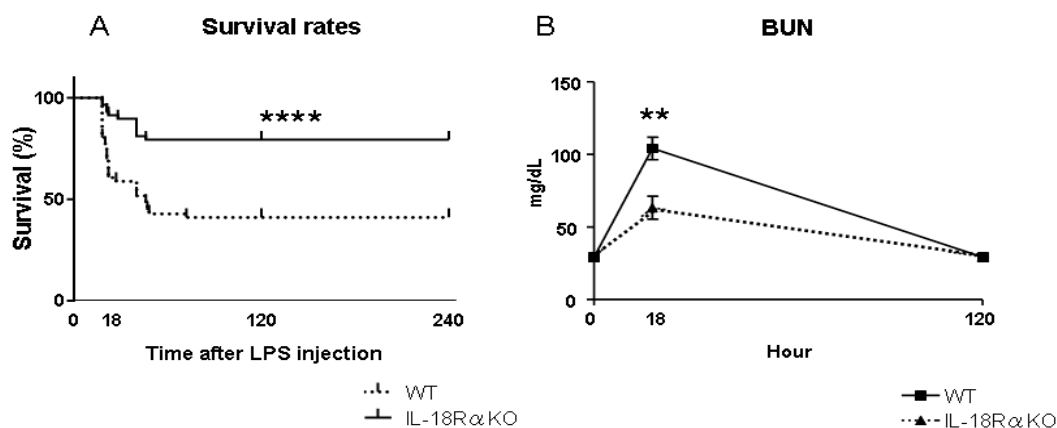 A Survival rates
100
50
0
Survival (%)
****
0 18 120 240
Time after LPS injection
WT
IL-18RαKO
B BUN
150
100
50
0
mg/dL
**
0 18 120
Hour
WT
IL-18RαKO